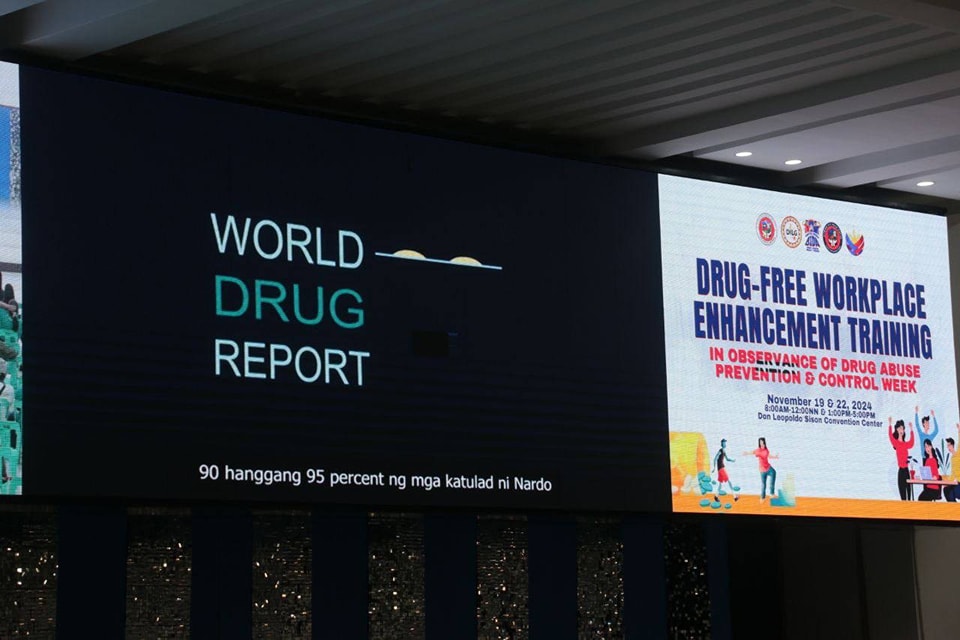 WORLD
DRUG
REPORT
90 hanggang 95 percent ng mga katulad ni Nardo
DILG
DRUG-FREE WORKPLACE
ENHANCEMENT TRAINING
IN OBSERVANCE OF DRUG ABUSE
PREVENTION & CONTROL WEEK
November 19 & 22, 2024
8:00AM-12:00NN & 1:00PM-5:00PM
Don Leopoldo Sison Convention Center